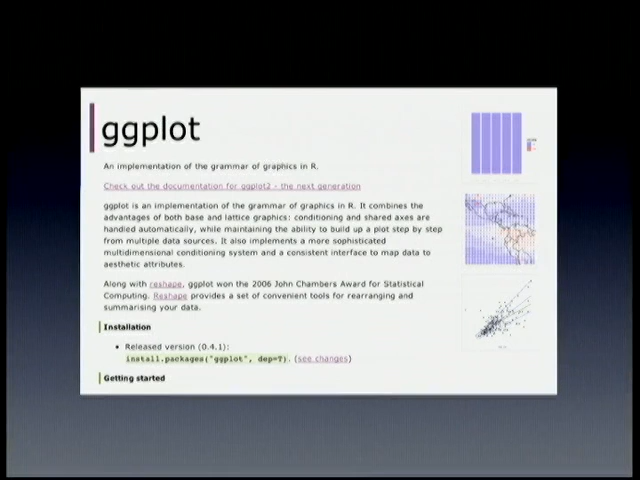 ggplot
An implementation of the grammar of graphics in R.
Check out the documentation for ggplot2 - the next generation
ggplot is an implementation of the grammar of graphics in R. It combines the
advantages of both base and lattice graphics: conditioning and shared axes are
handled automatically, while maintaining the ability to build up a plot step by step
from multiple data sources. It also implements a more sophisticated
multidimensional conditioning system and a consistent interface to map data to
aesthetic attributes.
Along with reshape, ggplot won the 2006 John Chambers Award for Statistical
Computing. Reshape provides a set of convenient tools for rearranging and
summarising your data.
Installation
• Released version (0.4.1):
install.packages("ggplot", dep=T). (see changes)
Getting started